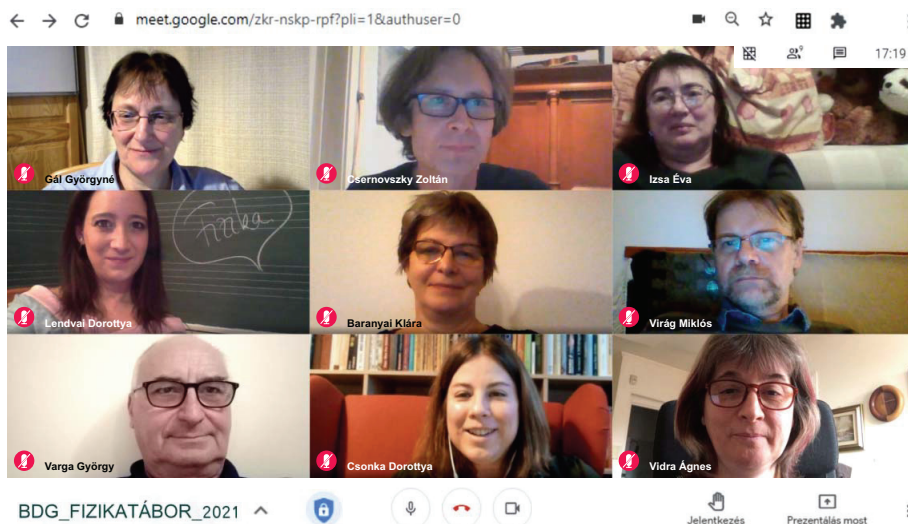 meet.google.com/zkr-nskp-rpf?pli=1&authuser=0
9
17:19
Gál Györgyné
Csernovszky Zoltán
Izsa Éva
Fizika
Lendvai Dorottya
Baranyai Klára
Virág Miklós
Varga György
Csonka Dorottya
Vidra Ágnes
BDG_FIZIKATÁBOR_2021
Jelentkezés
Prezentálás most